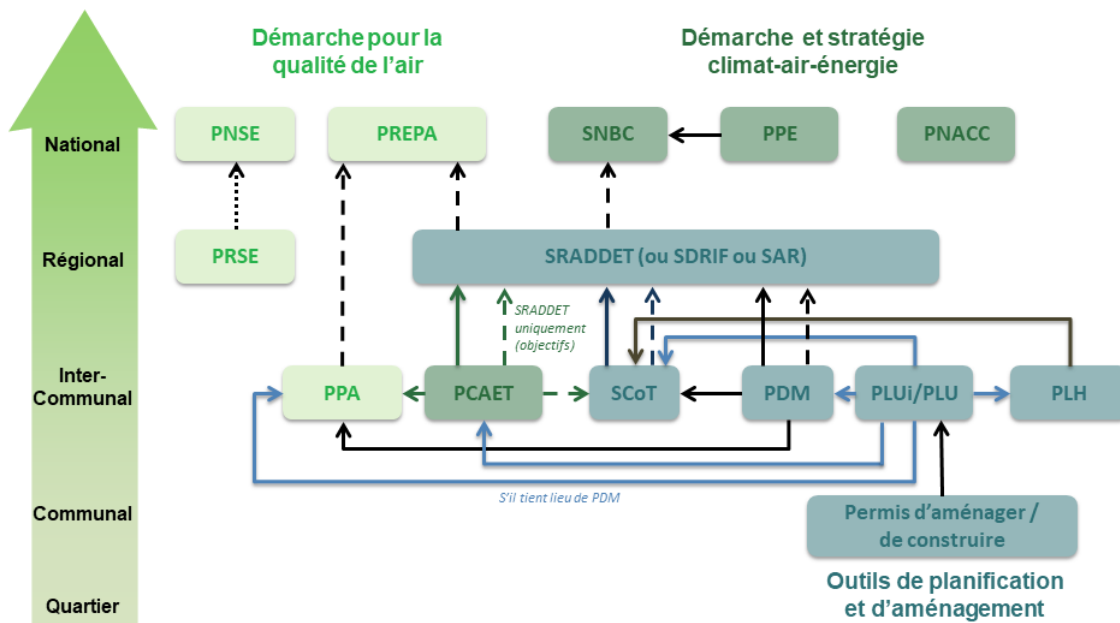 Démarche pour la
qualité de l'air
Démarche et stratégie
climat-air-énergie
National
PNSE
PREPA
SNBC
PPE
PNACC
Régional
PRSE
SRADDET (ou SDRIF ou SAR)
SRADDET
uniquement
(objectifs)
Inter-
Communal
PPA
PCAET
SCoT
PDM
PLUi/PLU
PLH
S'il tient lieu de PDM
Communal
Permis d'aménager /
de construire
Outils de planification
et d'aménagement
Quartier